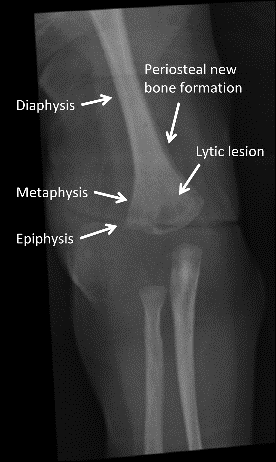 Periosteal new
bone formation
Diaphysis
Lytic lesion
Metaphysis
Epiphysis